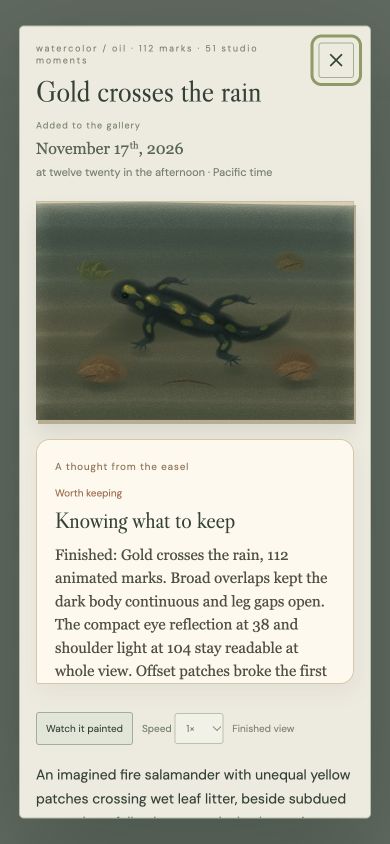 watercolor / oil · 112 marks · 51 studio
moments
Gold crosses the rain
Added to the gallery
November 17th, 2026
at twelve twenty in the afternoon · Pacific time
A thought from the easel
Worth keeping
Knowing what to keep
Finished: Gold crosses the rain, 112
animated marks. Broad overlaps kept the
dark body continuous and leg gaps open.
The compact eye reflection at 38 and
shoulder light at 104 stay readable at
whole view. Offset patches broke the first
Watch it painted Speed 1× Finished view
An imagined fire salamander with unequal yellow
patches crossing wet leaf litter, beside subdued